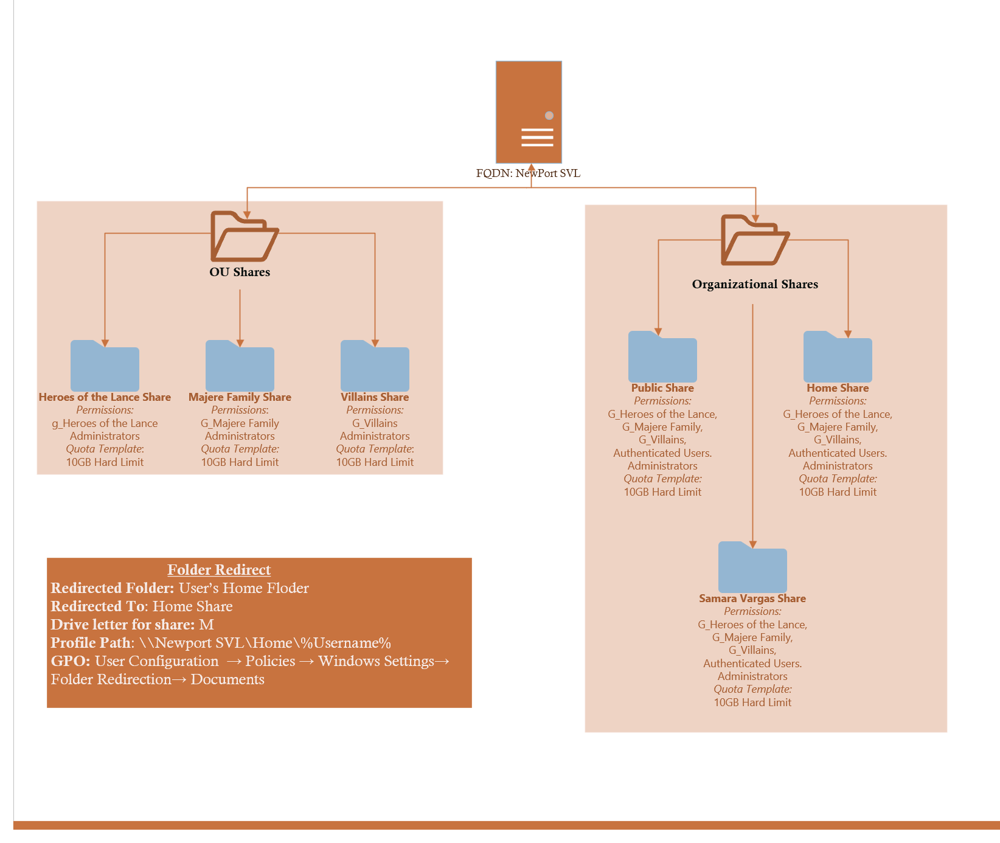 FQDN: NewPort SVL
OU Shares
Heroes of the Lance Share
Permissions:
g_Heroes of the Lance
Administrators
Quota Template:
10GB Hard Limit
Majere Family Share
Permissions:
G_Majere Family
Administrators
Quota Template:
10GB Hard Limit
Villains Share
Permissions:
G_Villains
Administrators
Quota Template:
10GB Hard Limit
Organizational Shares
Public Share
Permissions:
G_Heroes of the Lance,
G_Majere Family,
G_Villains,
Authenticated Users.
Administrators
Quota Template:
10GB Hard Limit
Home Share
Permissions:
G_Heroes of the Lance,
G_Majere Family,
G_Villains,
Authenticated Users.
Administrators
Quota Template:
10GB Hard Limit
Samara Vargas Share
Permissions:
G_Heroes of the Lance,
G_Majere Family,
G_Villains,
Authenticated Users.
Administrators
Quota Template:
10GB Hard Limit
Folder Redirect
Redirected Folder: User’s Home Floder
Redirected To: Home Share
Drive letter for share: M
Profile Path: \\Newport SVL\Home\%Username%
GPO: User Configuration → Policies → Windows Settings→
Folder Redirection→ Documents